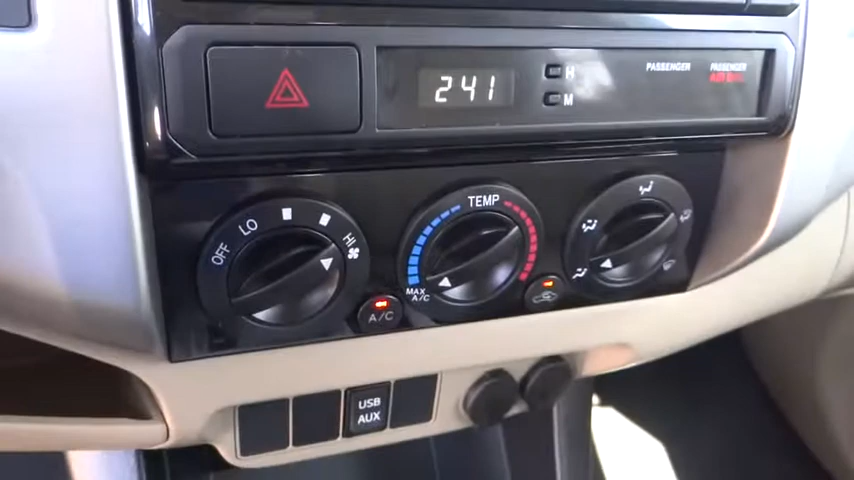 241
H
M
PASSENGER
PASSENGER
AIR BAG
OFF
LO
HI
TEMP
MAX
A/C
A/C
USB
AUX